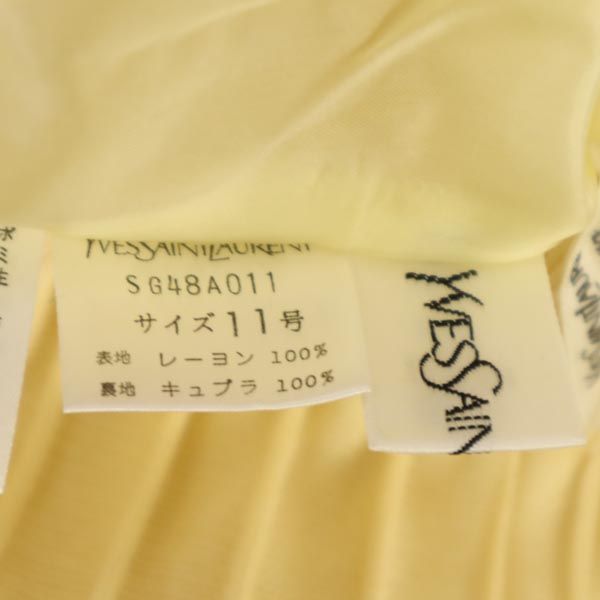 YVESSAINTLAURENT
SG48A011
サイズ11号
表地 レーヨン 100%
裏地 キュプラ 100%
YVESSAIN